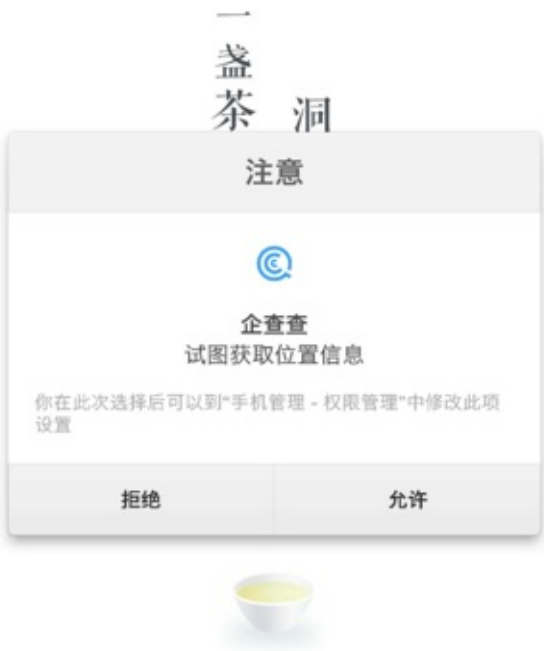 一盏茶
洞
注意
企查查
试图获取位置信息
你在此次选择后可以到“手机管理 - 权限管理”中修改此项
设置
拒绝
允许